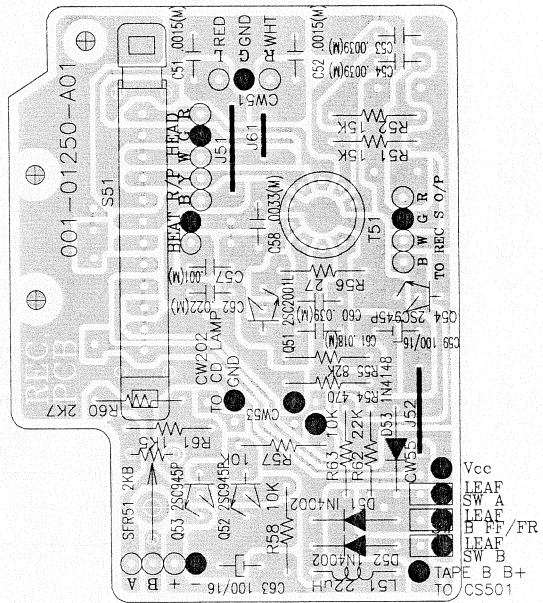 C51 .0015(M)
RED
GND
WHT
R
C52 .0015(M)
C53 .0039(M)
C54 .0039(M)
CW51
001-01250-A01
S51
BEAT R/P HEAD
B Y W G R
J51
J61
15K R52
15K R51
C58 .0033(M)
T51
B W G R
TO REC S O/P
.001(M) C57
.022(M) C62
Q51 2SC2001L
27 R56
C60 .039(M)
C61 .018(M)
Q54 2SC945P
C59 100/16
REC
PCB
CW202
TO CD LAMP
GND
82K R55
R54 470
1N4148
D53
J52
R60
2K7
CW53
1K5 R61
10K R57
R63 10K
R62 22K
CW55
Vcc
LEAF
SW A
LEAF
B FF/FR
LEAF
SW B
TAPE B B+
TO CS501
SFR51 2KB
Q53 2SC945P
Q52 2SC945P
R58 10K
D51 1N4002
D52 1N4002
L51 22uH
A B + -
C63 100/16